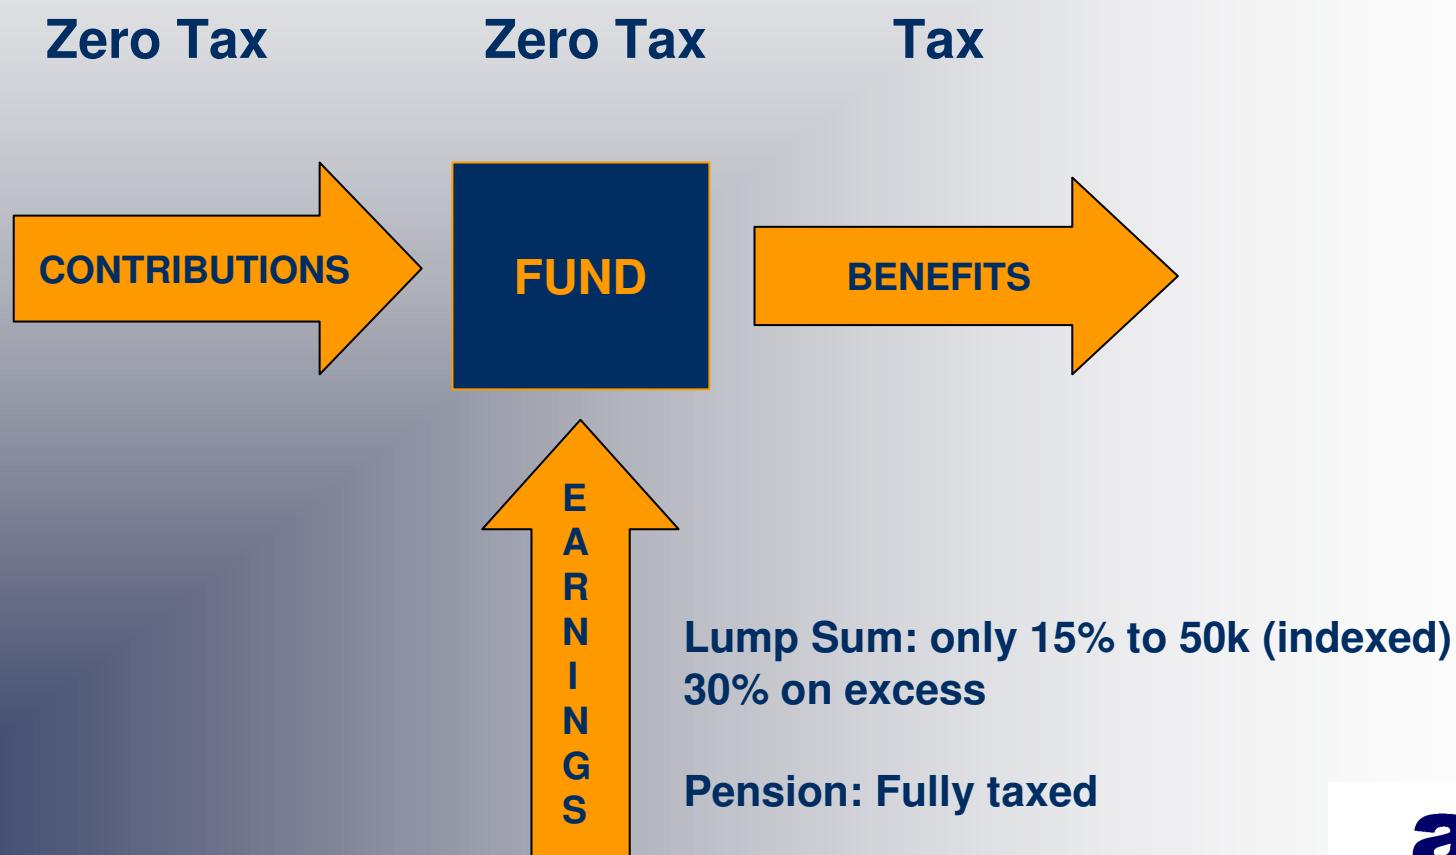 Zero Tax
Zero Tax
Tax
CONTRIBUTIONS
FUND
BENEFITS
EARNINGS
Lump Sum: only 15% to 50k (indexed)
30% on excess
Pension: Fully taxed